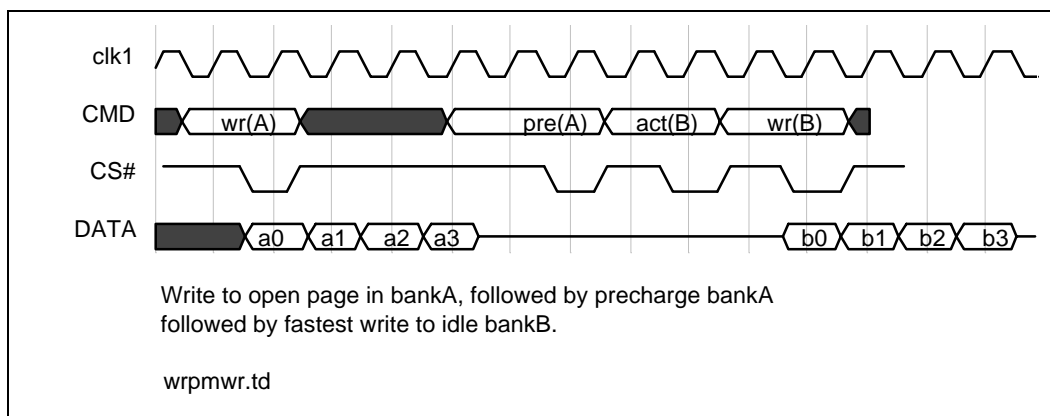 clk1
CMD wr(A) pre(A) act(B) wr(B)
CS#
DATA a0 a1 a2 a3 b0 b1 b2 b3
Write to open page in bankA, followed by precharge bankA
followed by fastest write to idle bankB.
wrpmwr.td